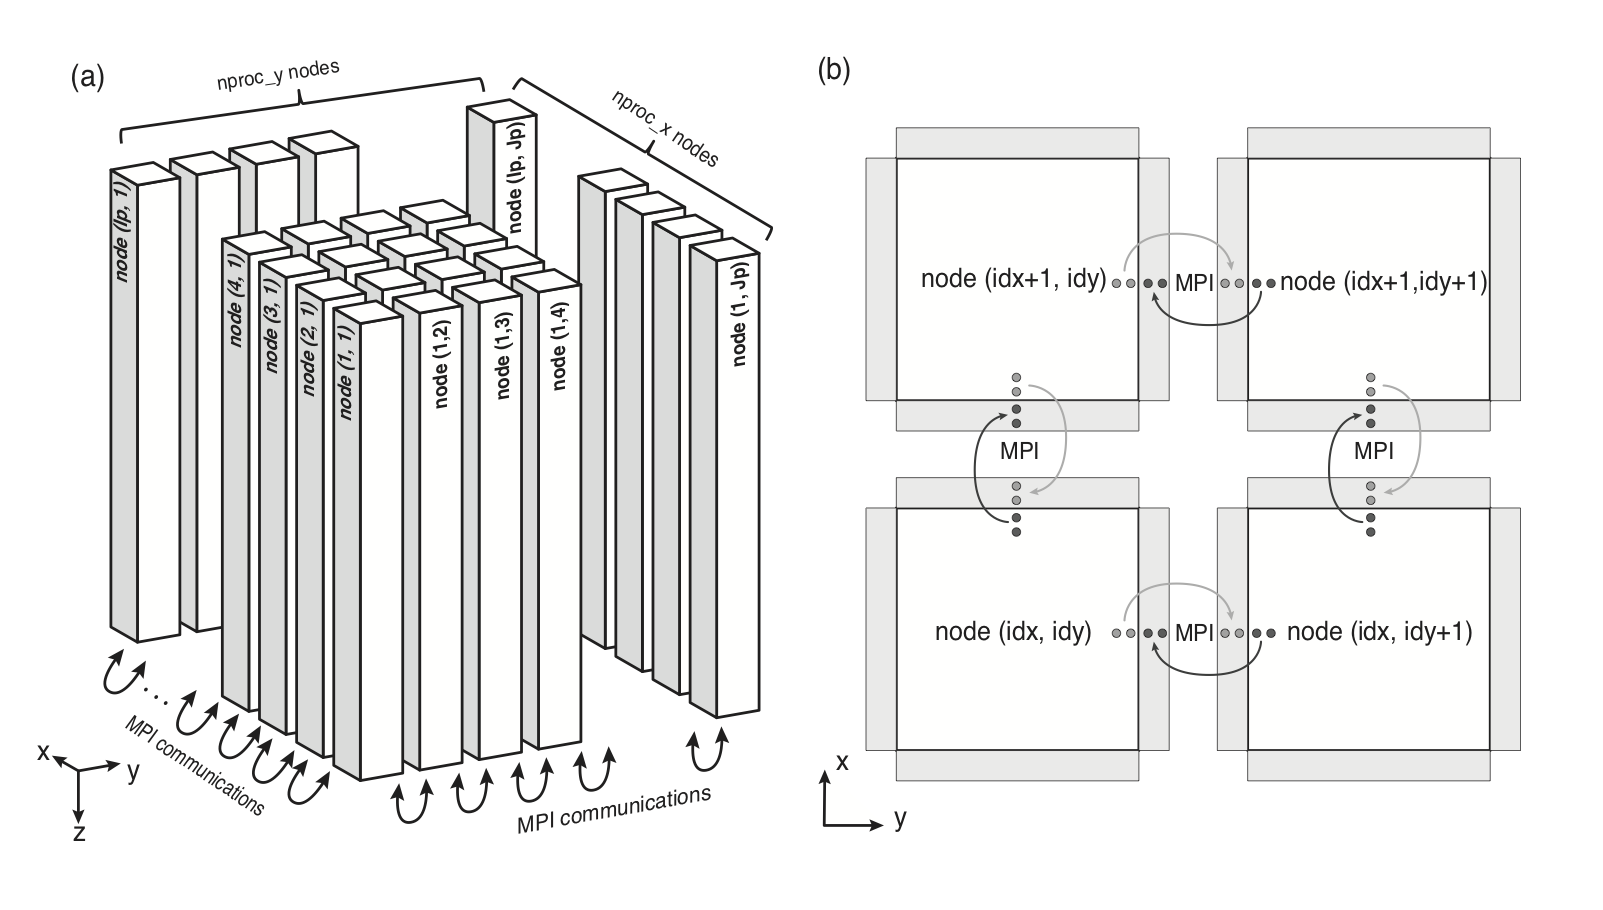 (a)
nproc_y nodes
nproc_x nodes
node (Ip, 1)
node (Ip, Jp)
node (4, 1)
node (3, 1)
node (2, 1)
node (1, 1)
node (1,2)
node (1,3)
node (1,4)
node (1, Jp)
...
MPI communications
MPI communications
x
y
z
(b)
node (idx+1, idy)
MPI
node (idx+1,idy+1)
MPI
MPI
node (idx, idy)
MPI
node (idx, idy+1)
x
y